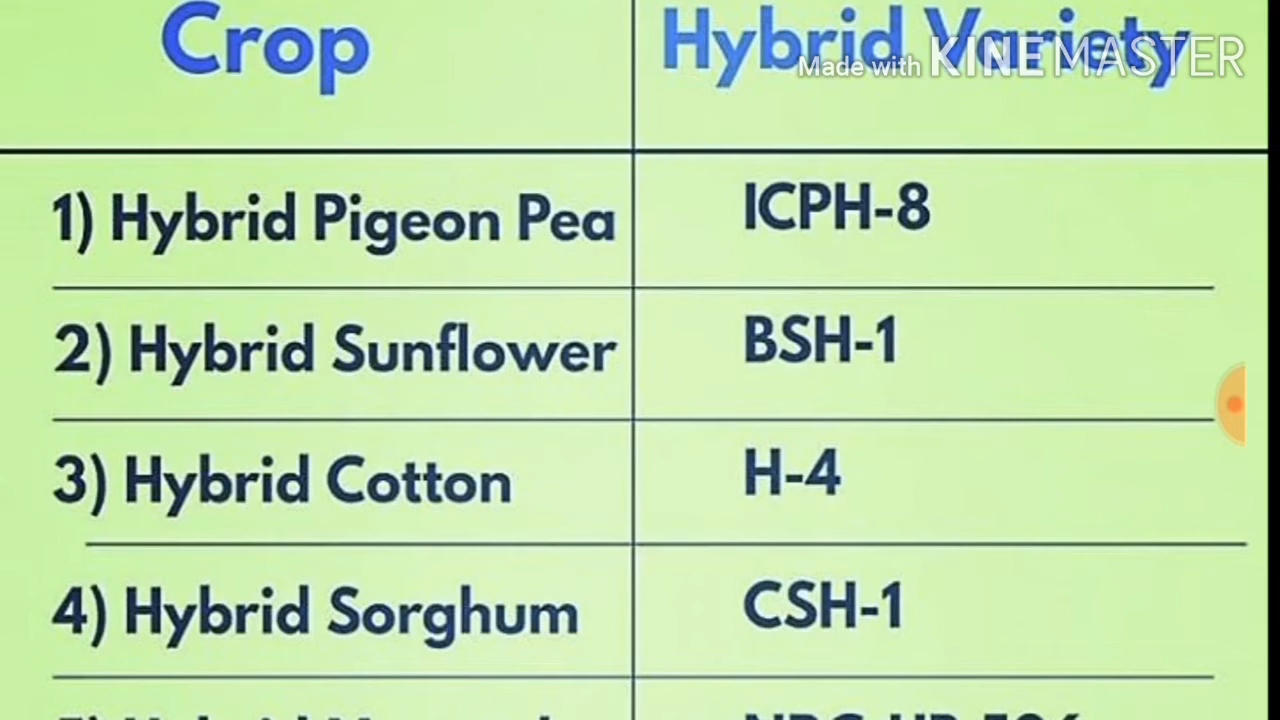 Crop Hybrid Variety
Made with KINEMASTER
1) Hybrid Pigeon Pea ICPH-8
2) Hybrid Sunflower BSH-1
3) Hybrid Cotton H-4
4) Hybrid Sorghum CSH-1